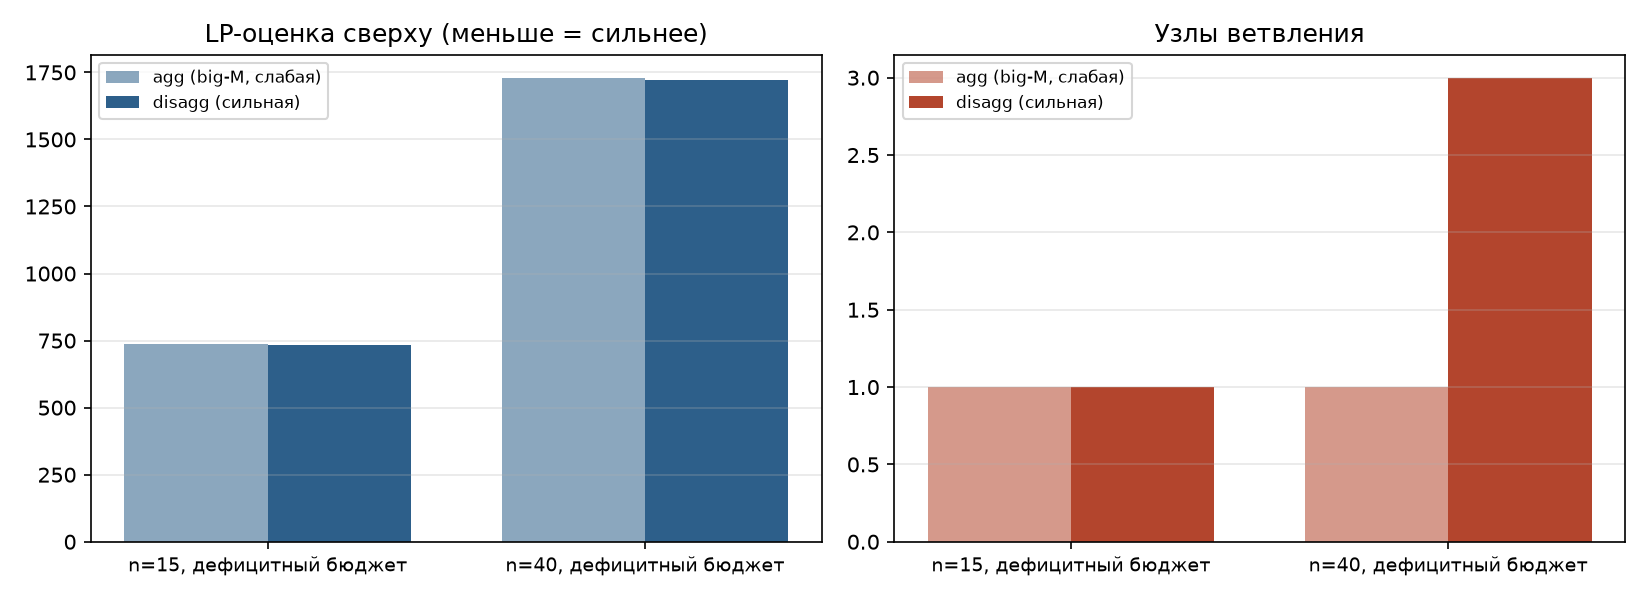 LP-оценка сверху (меньше = сильнее)
agg (big-M, слабая)
disagg (сильная)
1750
1500
1250
1000
750
500
250
0
n=15, дефицитный бюджет
n=40, дефицитный бюджет
Узлы ветвления
agg (big-M, слабая)
disagg (сильная)
3.0
2.5
2.0
1.5
1.0
0.5
0.0
n=15, дефицитный бюджет
n=40, дефицитный бюджет